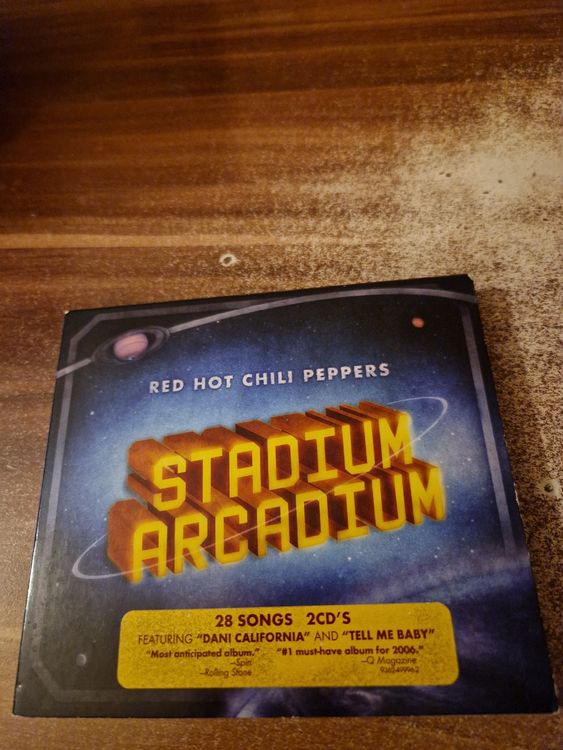 RED HOT CHILI PEPPERS
STADIUM
ARCADIUM
28 SONGS 2CD'S
FEATURING "DANI CALIFORNIA" AND "TELL ME BABY"
"Most anticipated album." "#1 must-have album for 2006."
—Spin —Q Magazine
—Rolling Stone 9362499962